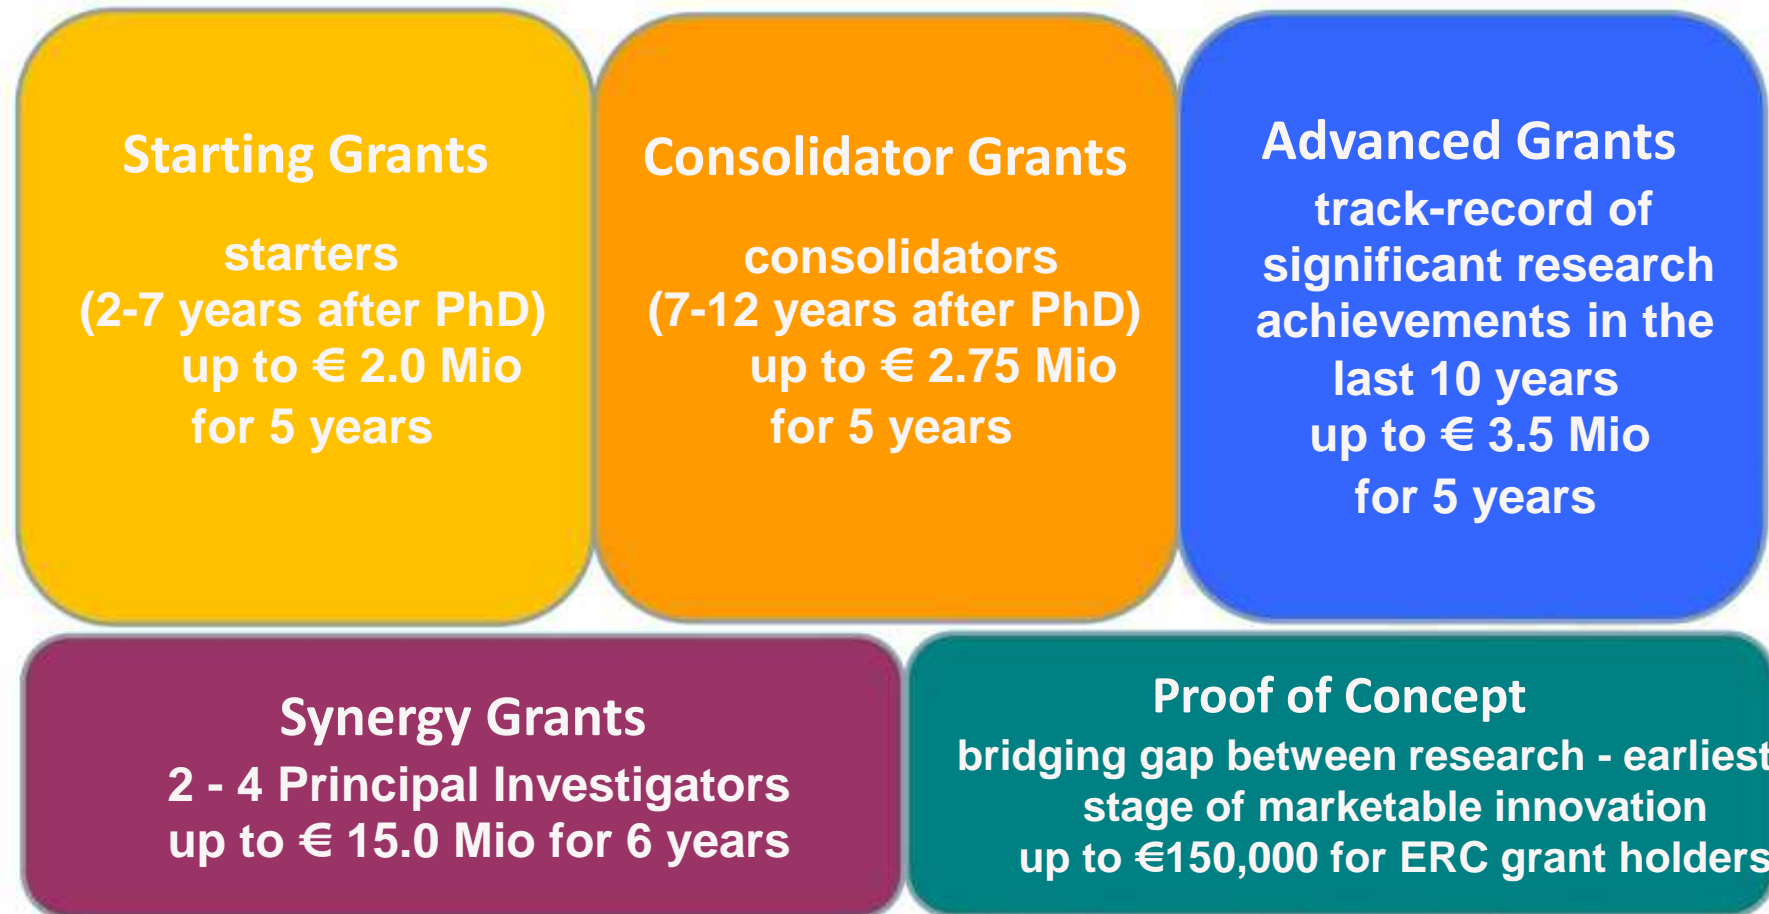 Starting Grants
starters
(2-7 years after PhD)
up to € 2.0 Mio
for 5 years
Consolidator Grants
consolidators
(7-12 years after PhD)
up to € 2.75 Mio
for 5 years
Advanced Grants
track-record of
significant research
achievements in the
last 10 years
up to € 3.5 Mio
for 5 years
Synergy Grants
2 - 4 Principal Investigators
up to € 15.0 Mio for 6 years
Proof of Concept
bridging gap between research - earliest
stage of marketable innovation
up to €150,000 for ERC grant holders